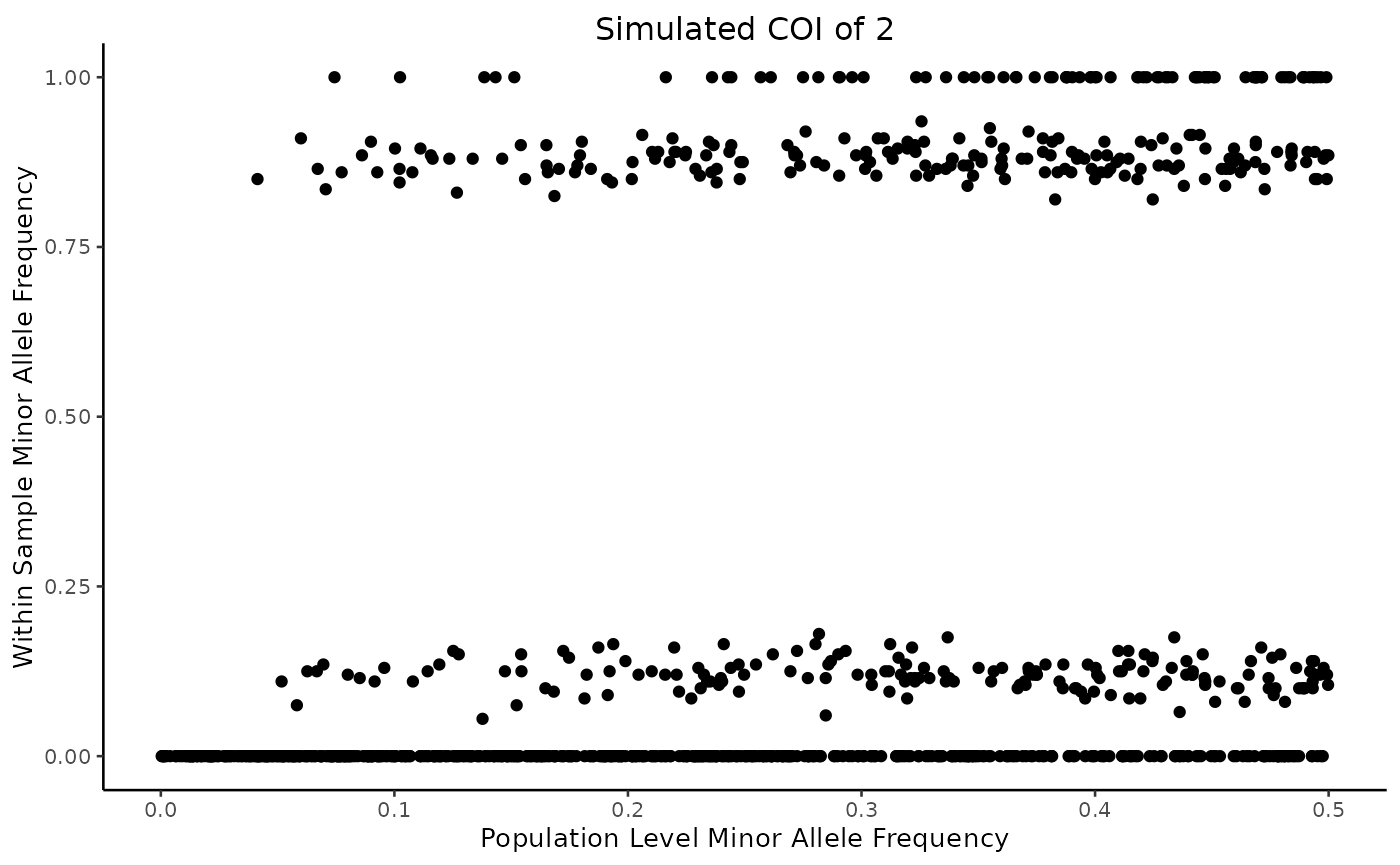 Simulated COI of 2
Within Sample Minor Allele Frequency
1.00
0.75
0.50
0.25
0.00
0.0 0.1 0.2 0.3 0.4 0.5
Population Level Minor Allele Frequency